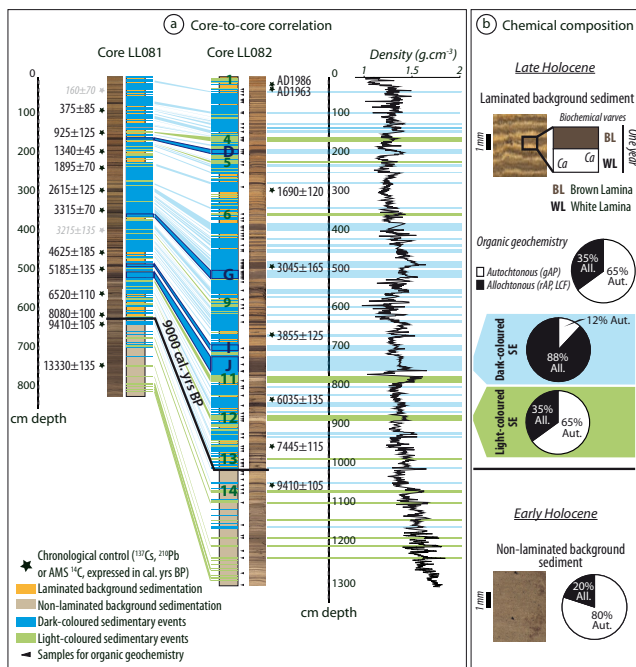 a Core-to-core correlation
Core LL081
Core LL082
Density (g.cm⁻³)
0
100
200
300
400
500
600
700
800
cm depth
160±70
375±85
925±125
1340±45
1895±70
2615±125
3315±70
3215±135
4625±185
5185±135
6520±110
8080±100
9410±105
13330±135
9000 cal. yrs BP
1
4
D
5
6
G
9
I
J
11
12
13
14
AD1986
AD1963
1690±120
3045±165
3855±125
6035±135
7445±115
9410±105
0
100
200
300
400
500
600
700
800
900
1000
1100
1200
1300
cm depth
1 1.5 2
Chronological control (¹³⁷Cs, ²¹⁰Pb
or AMS ¹⁴C, expressed in cal. yrs BP)
Laminated background sedimentation
Non-laminated background sedimentation
Dark-coloured sedimentary events
Light-coloured sedimentary events
Samples for organic geochemistry
b Chemical composition
Late Holocene
Laminated background sediment
Biochemical varves
1 mm
BL
Ca
Ca
WL
One year
BL Brown Lamina
WL White Lamina
Organic geochemistry
Autochtonous (gAP)
Allochtonous (rAP, LCF)
35%
All.
65%
Aut.
Dark-coloured
SE
12% Aut.
88%
All.
Light-coloured
SE
35%
All.
65%
Aut.
Early Holocene
Non-laminated background
sediment
1 mm
20%
All.
80%
Aut.